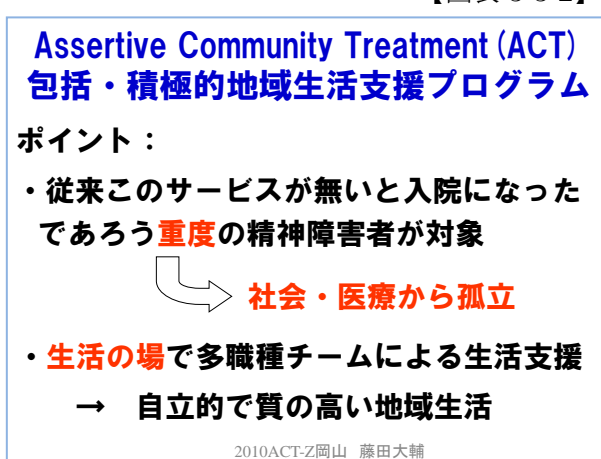 Assertive Community Treatment (ACT)
包括・積極的地域生活支援プログラム
ポイント：
・従来このサービスが無いと入院になった
であろう重度の精神障害者が対象
社会・医療から孤立
・生活の場で多職種チームによる生活支援
→　自立的で質の高い地域生活
2010ACT-Z岡山　藤田大輔